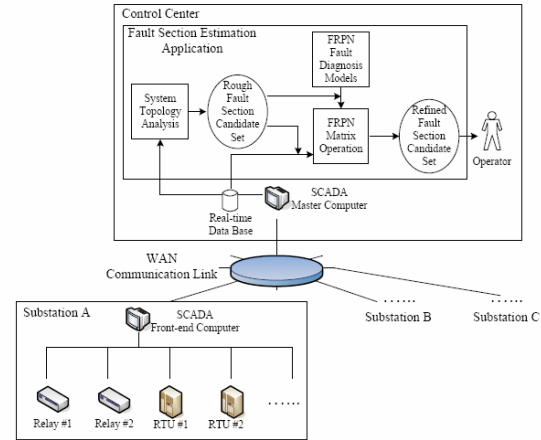 Control Center
Fault Section Estimation
Application
FRPN
Fault
Diagnosis
Models
System
Topology
Analysis
Rough
Fault
Section
Candidate
Set
FRPN
Matrix
Operation
Refined
Fault
Section
Candidate
Set
Operator
Real-time
Data Base
SCADA
Master Computer
WAN
Communication Link
Substation A
SCADA
Front-end Computer
......
Substation B
......
Substation C
Relay #1
Relay #2
RTU #1
RTU #2
......